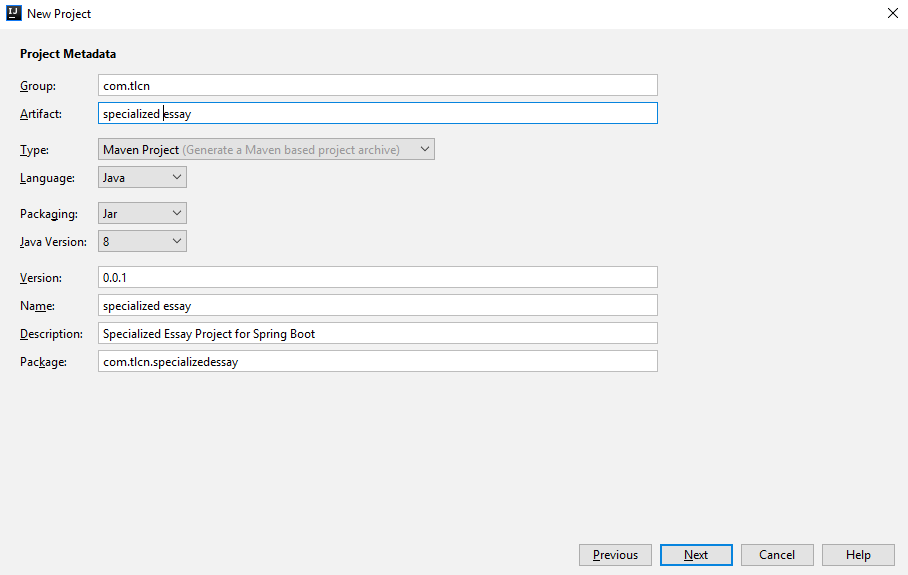 New Project
Project Metadata
Group: com.tlcn
Artifact: specialized essay
Type: Maven Project (Generate a Maven based project archive)
Language: Java
Packaging: Jar
Java Version: 8
Version: 0.0.1
Name: specialized essay
Description: Specialized Essay Project for Spring Boot
Package: com.tlcn.specializedessay
Previous Next Cancel Help